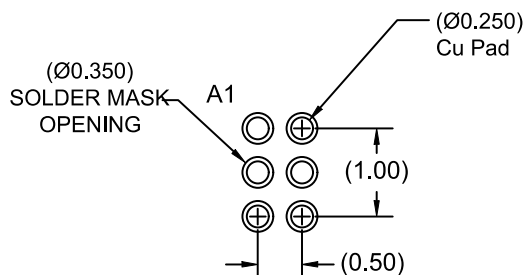 (Ø0.250)
Cu Pad
(Ø0.350)
SOLDER MASK
OPENING
A1
(1.00)
(0.50)